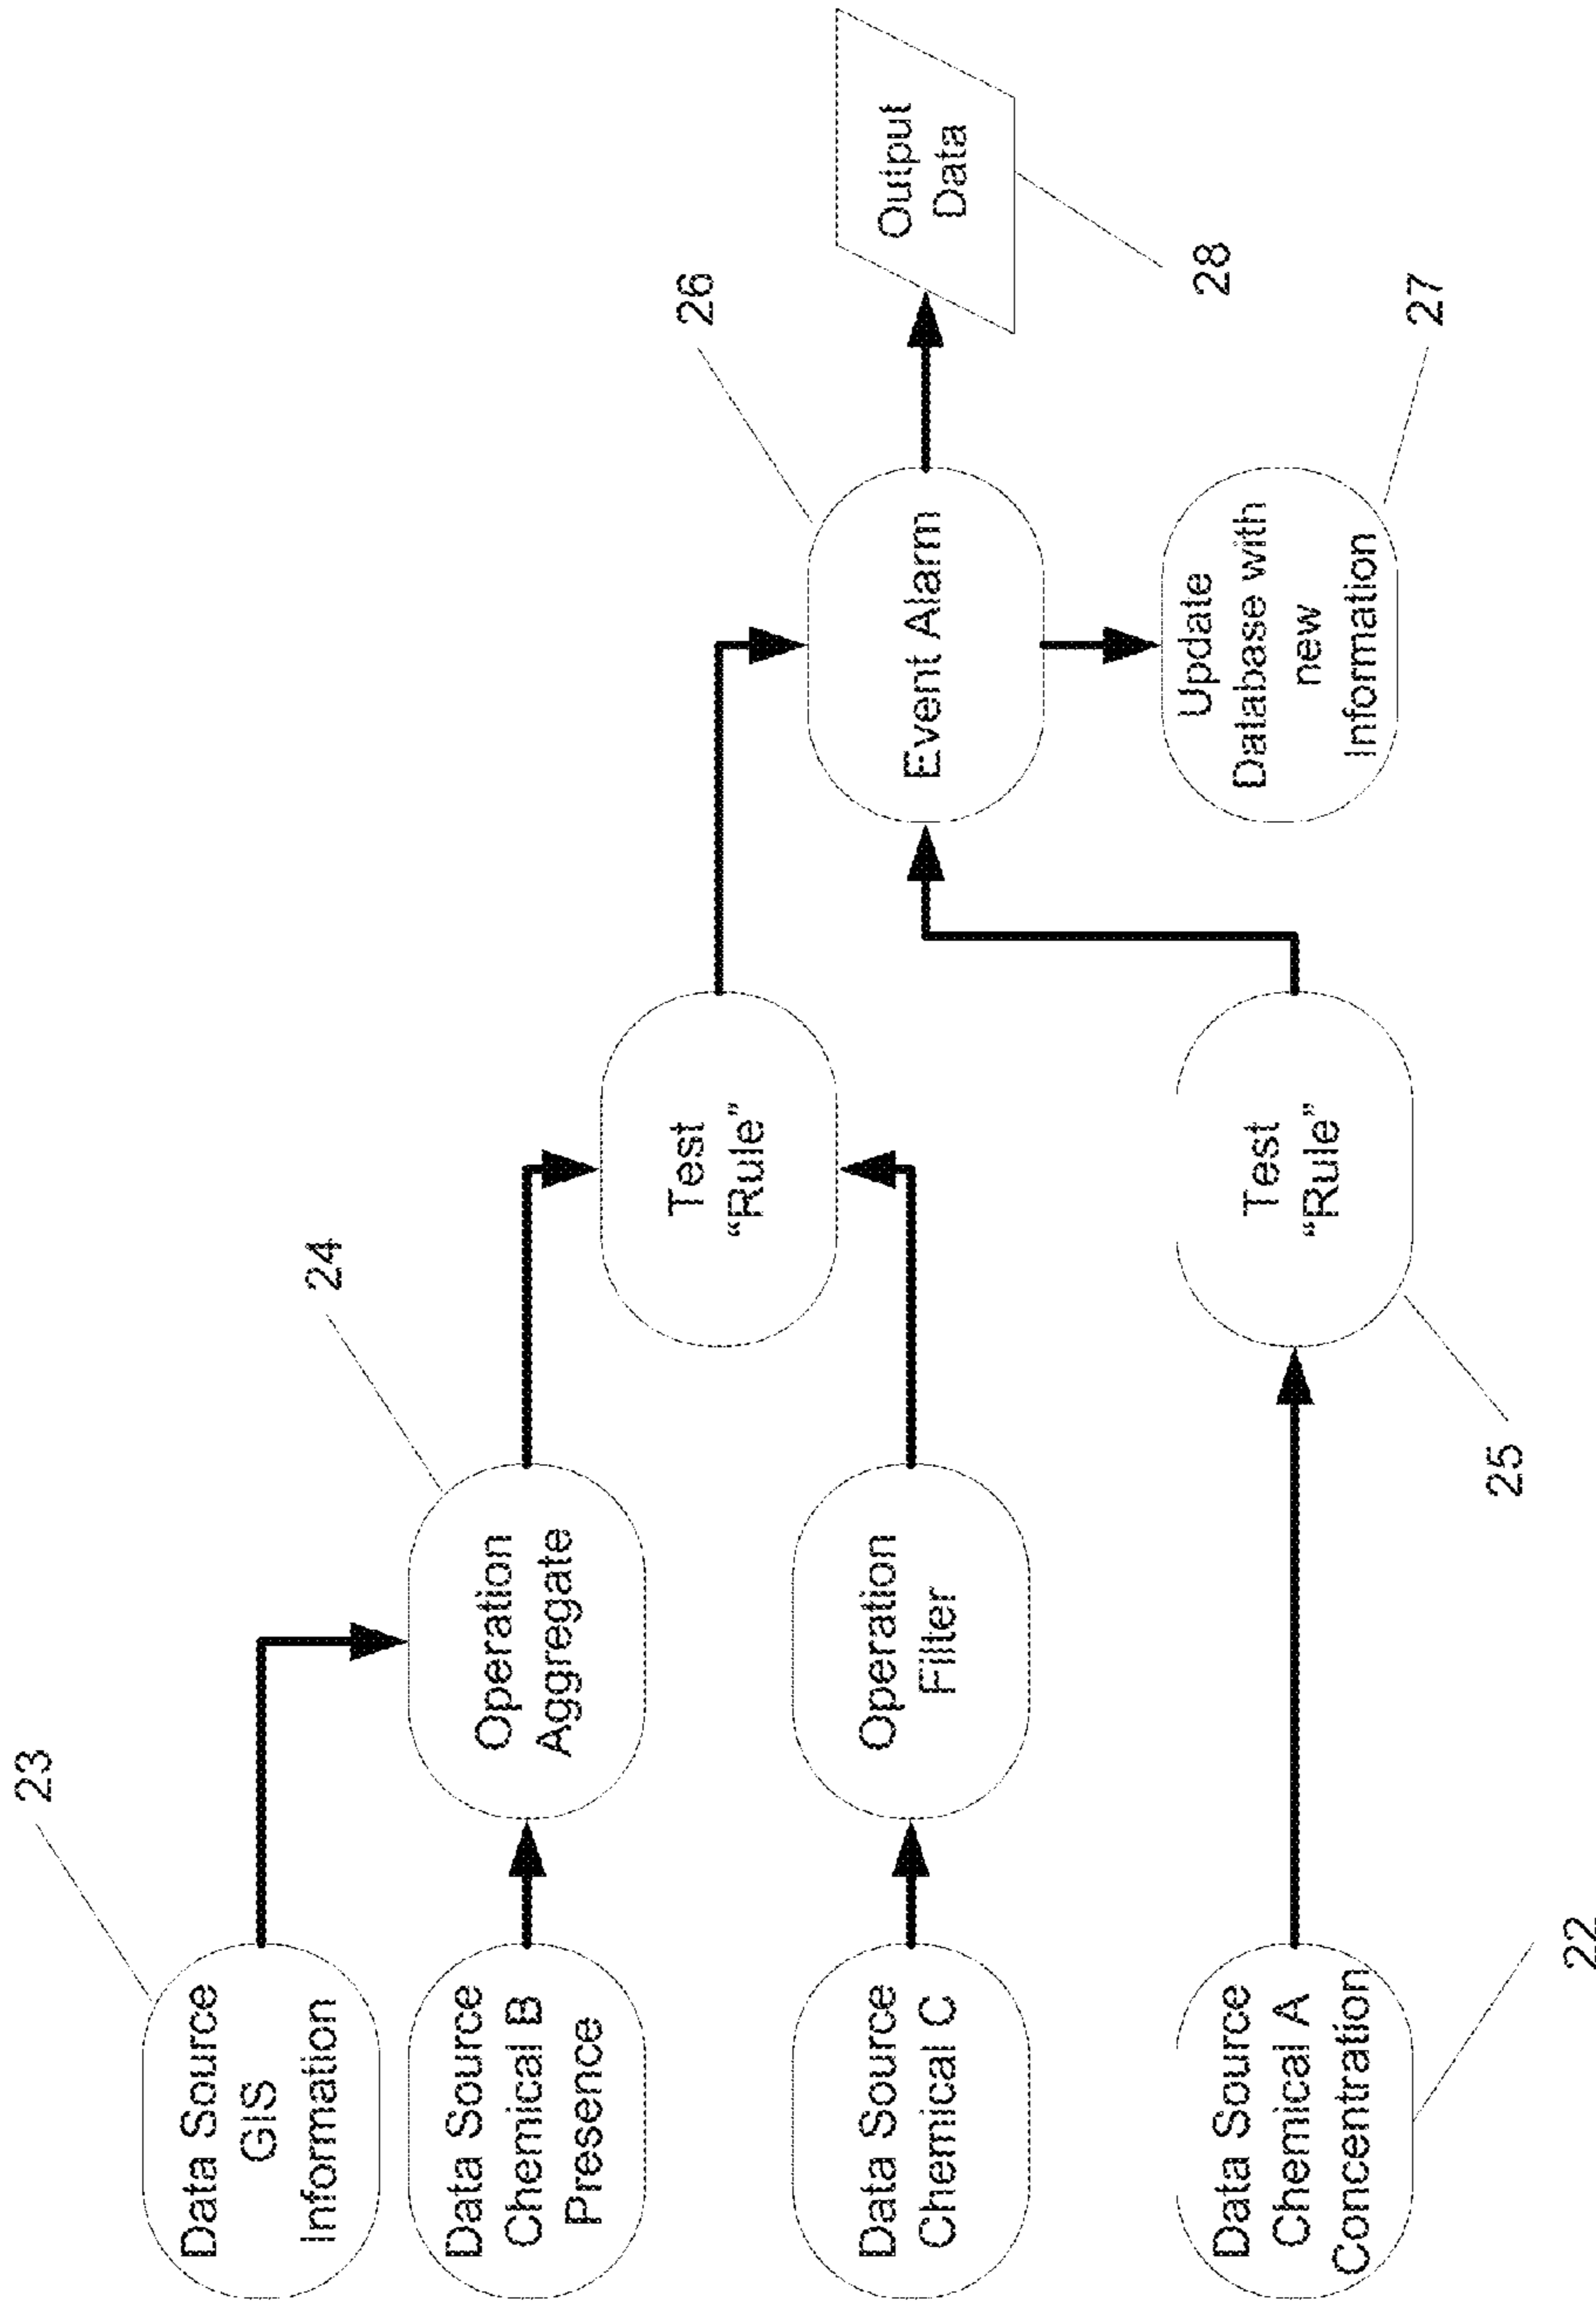 23
Data Source
GIS
Information
24
Data Source
Chemical B
Presence
Operation
Aggregate
Test
“Rule”
26
Data Source
Chemical C
Operation
Filter
Event Alarm
Output
Data
28
Data Source
Chemical A
Concentration
22
Test
“Rule”
25
Update
Database with
new
Information
27